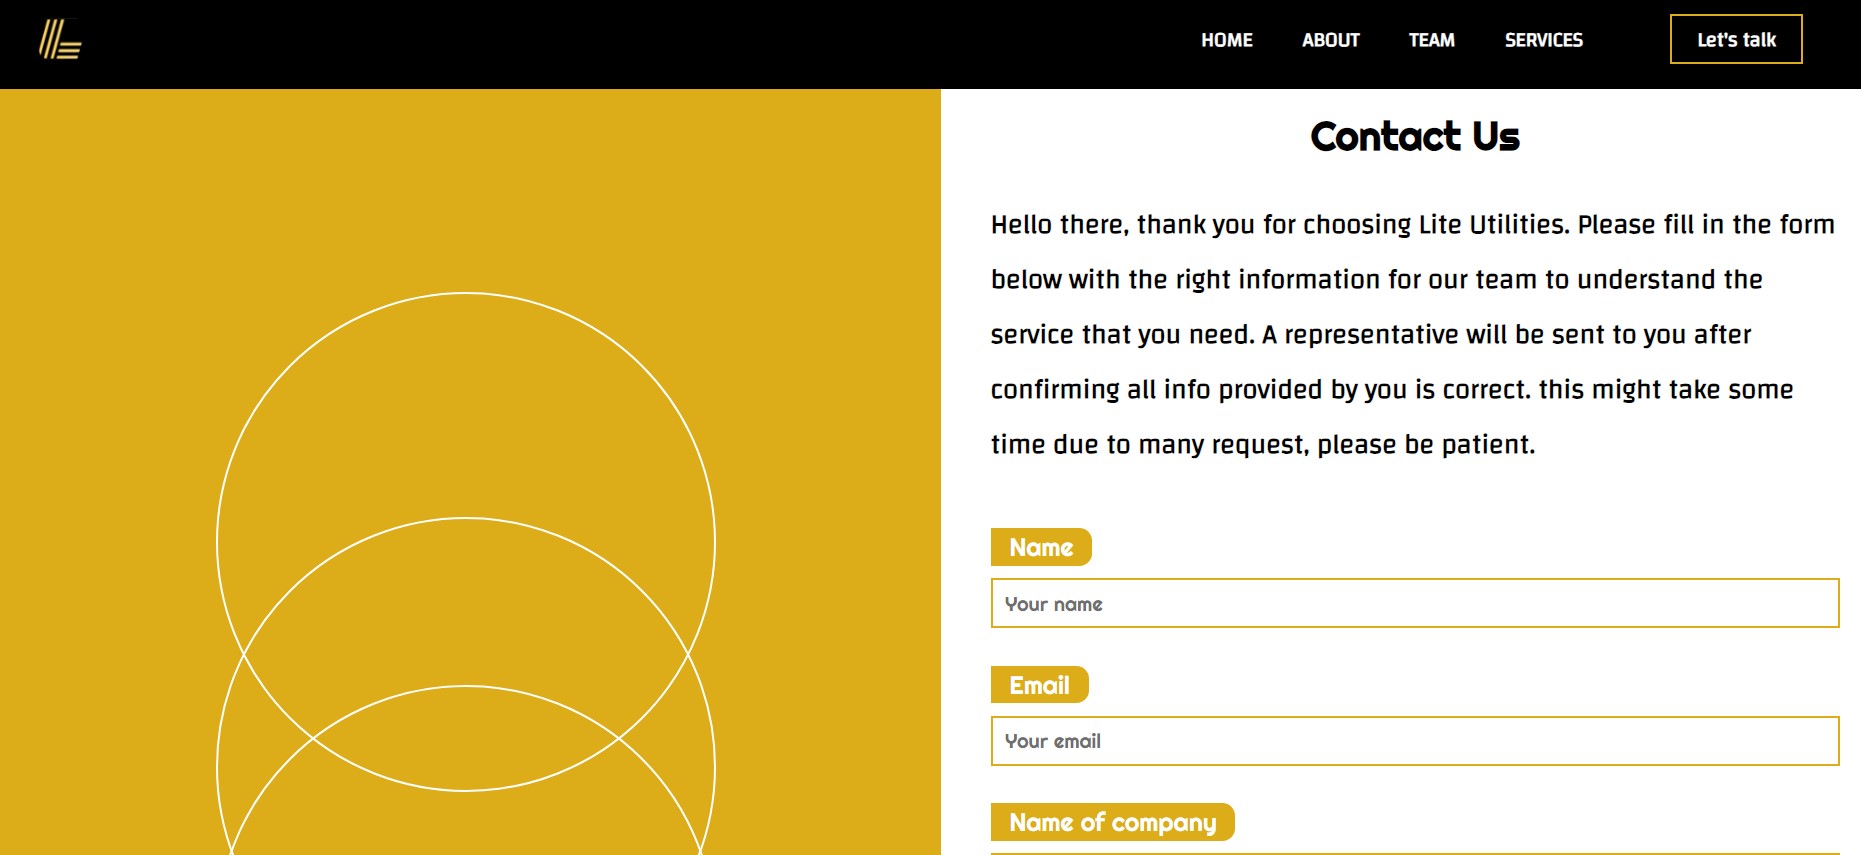 HOME ABOUT TEAM SERVICES Let's talk
Contact Us
Hello there, thank you for choosing Lite Utilities. Please fill in the form
below with the right information for our team to understand the
service that you need. A representative will be sent to you after
confirming all info provided by you is correct. this might take some
time due to many request, please be patient.
Name
Your name
Email
Your email
Name of company